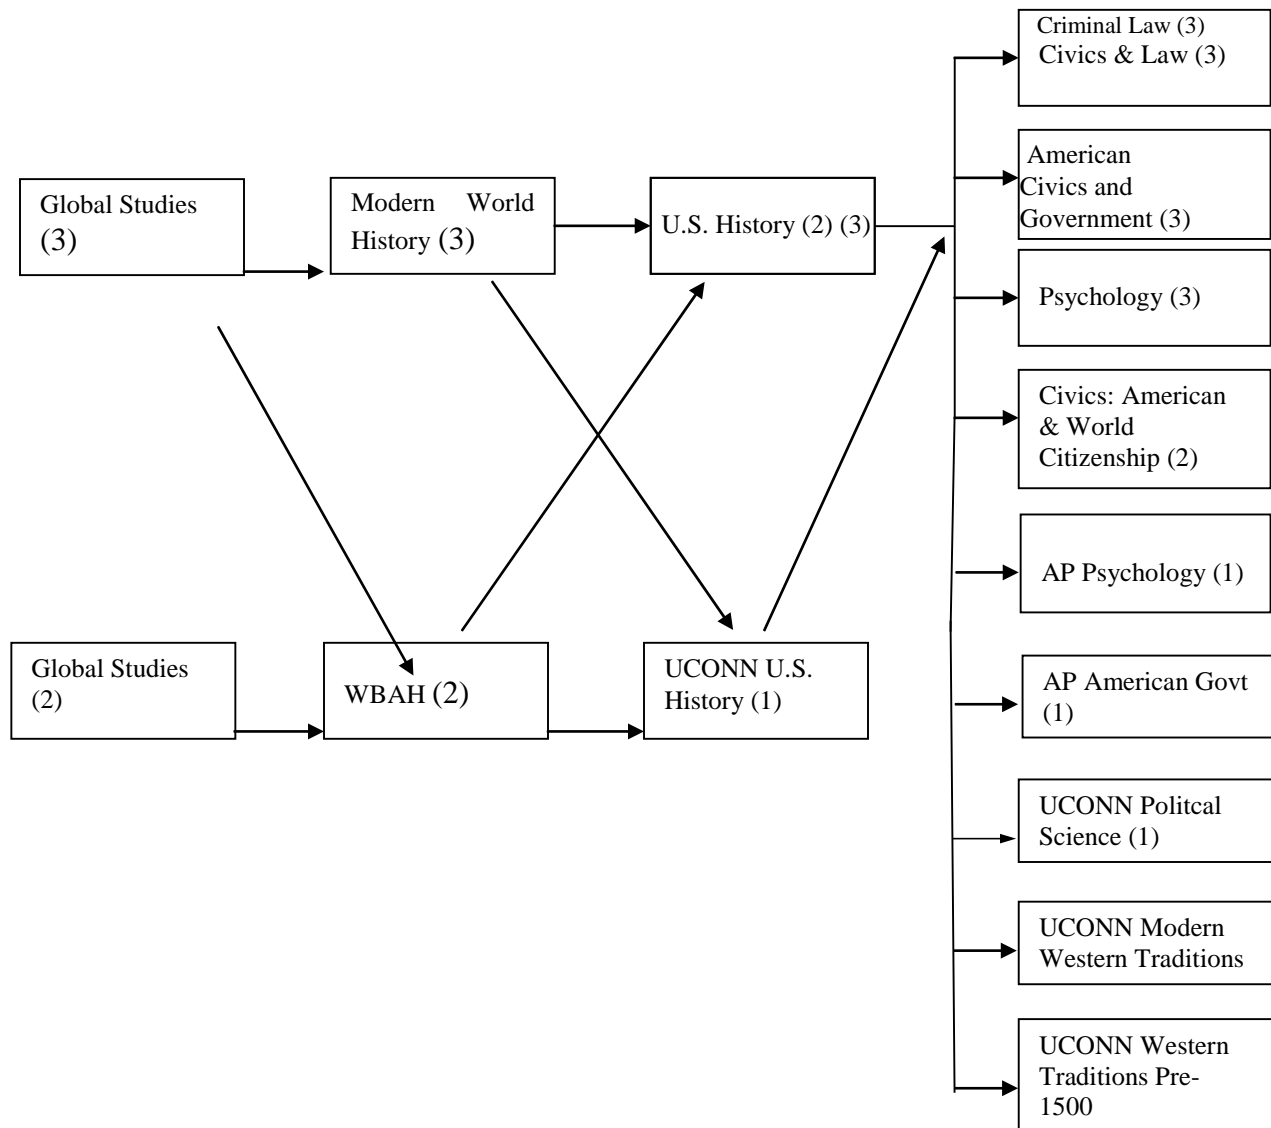 Criminal Law (3)
Civics & Law (3)
American
Civics and
Government (3)
Global Studies
(3)
Modern World
History (3)
U.S. History (2) (3)
Psychology (3)
Civics: American
& World
Citizenship (2)
AP Psychology (1)
Global Studies
(2)
WBAH (2)
UCONN U.S.
History (1)
AP American Govt
(1)
UCONN Politcal
Science (1)
UCONN Modern
Western Traditions
UCONN Western
Traditions Pre-
1500